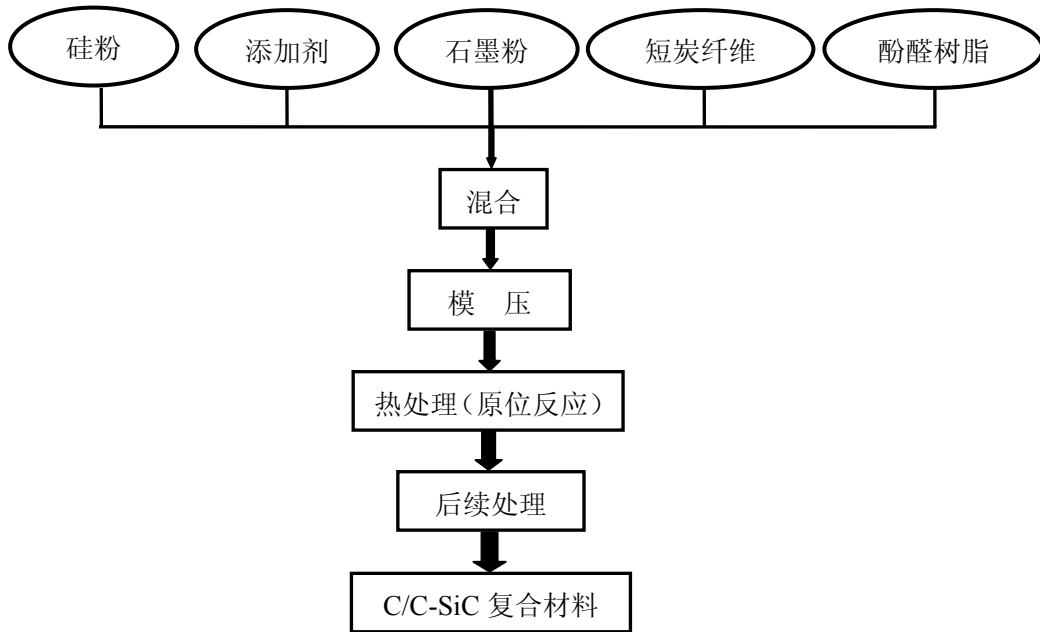 硅粉
添加剂
石墨粉
短炭纤维
酚醛树脂
混合
模 压
热处理（原位反应）
后续处理
C/C-SiC 复合材料